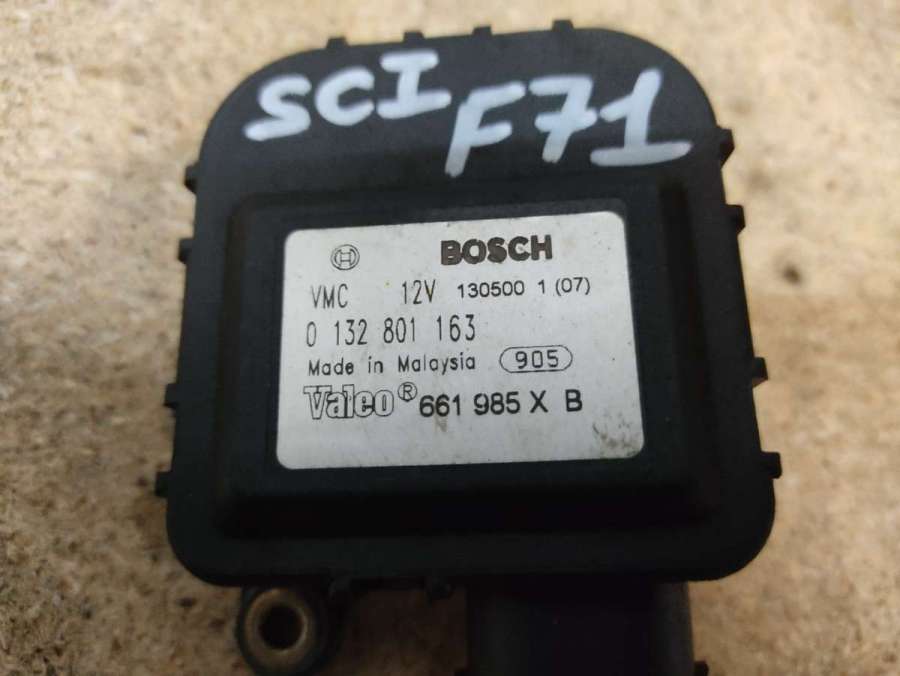 SCI
F71
BOSCH
VMC 12V 130500 1 (07)
0 132 801 163
Made in Malaysia 905
Valeo® 661 985 X B